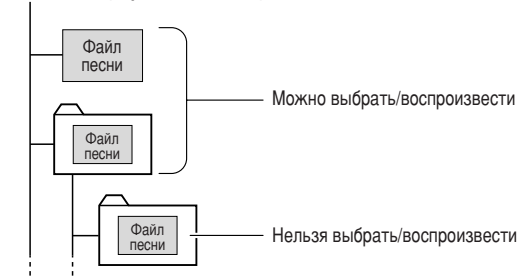 Файл
песни
Можно выбрать/воспроизвести
Файл
песни
Файл
песни
Нельзя выбрать/воспроизвести